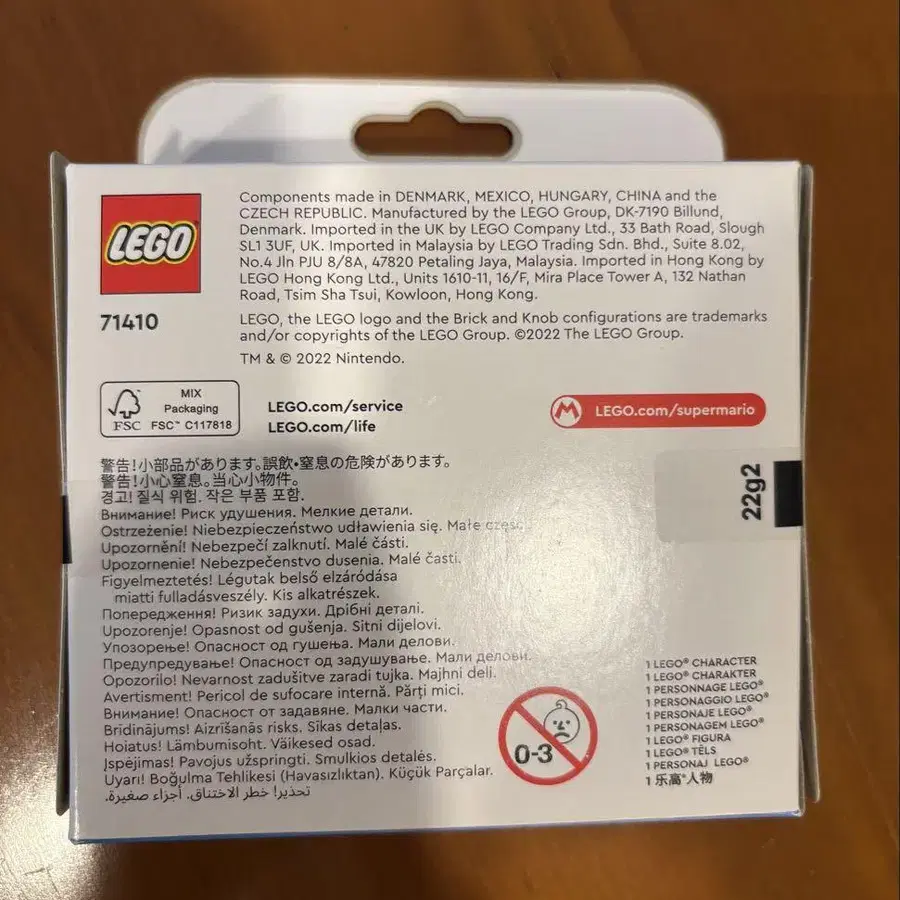 LEGO
71410
Components made in DENMARK, MEXICO, HUNGARY, CHINA and the
CZECH REPUBLIC. Manufactured by the LEGO Group, DK-7190 Billund,
Denmark. Imported in the UK by LEGO Company Ltd., 33 Bath Road, Slough
SL1 3UF, UK. Imported in Malaysia by LEGO Trading Sdn. Bhd., Suite 8.02,
No.4 Jln PJU 8/8A, 47820 Petaling Jaya, Malaysia. Imported in Hong Kong by
LEGO Hong Kong Ltd., Units 1610-11, 16/F, Mira Place Tower A, 132 Nathan
Road, Tsim Sha Tsui, Kowloon, Hong Kong.
LEGO, the LEGO logo and the Brick and Knob configurations are trademarks
and/or copyrights of the LEGO Group. ©2022 The LEGO Group.
TM & © 2022 Nintendo.
MIX
Packaging
FSC FSC™ C117818
LEGO.com/service
LEGO.com/life
M LEGO.com/supermario
22g2
警告!小部品があります。誤飲・窒息の危険があります。
警告!小心窒息。当心小物件。
경고! 질식 위험. 작은 부품 포함.
Внимание! Риск удушения. Мелкие детали.
Ostrzeżenie! Niebezpieczeństwo udławienia się. Małe częśc
Upozornění! Nebezpečí zalknutí. Malé části.
Upozornenie! Nebezpečenstvo dusenia. Malé časti.
Figyelmeztetés! Légutak belső elzáródása
miatti fulladásveszély. Kis alkatrészek.
Попередження! Ризик задухи. Дрібні деталі.
Upozorenje! Opasnost od gušenja. Sitni dijelovi.
Упозорење! Опасност од гушења. Мали делови.
Предупредување! Опасност од задушување. Мали делови.
Opozorilo! Nevarnost zadušitve zaradi tujka. Majhni deli.
Avertisment! Pericol de sufocare internă. Părți mici.
Внимание! Опасност от задавяне. Малки части.
Brīdinājums! Aizrīšanās risks. Sīkas detaļas.
Hoiatus! Lämbumisoht. Väikesed osad.
Įspėjimas! Pavojus užspringti. Smulkios detalės.
Uyarı! Boğulma Tehlikesi (Havasızlıktan). Küçük Parçalar.
تحذير! خطر الاختناق. أجزاء صغيرة.
0-3
1 LEGO® CHARACTER
1 LEGO® CHARAKTER
1 PERSONNAGE LEGO®
1 PERSONAGGIO LEGO®
1 PERSONAJE LEGO®
1 PERSONAGEM LEGO®
1 LEGO® FIGURA
1 LEGO® TĒLS
1 PERSONAJ LEGO®
1 乐高®人物